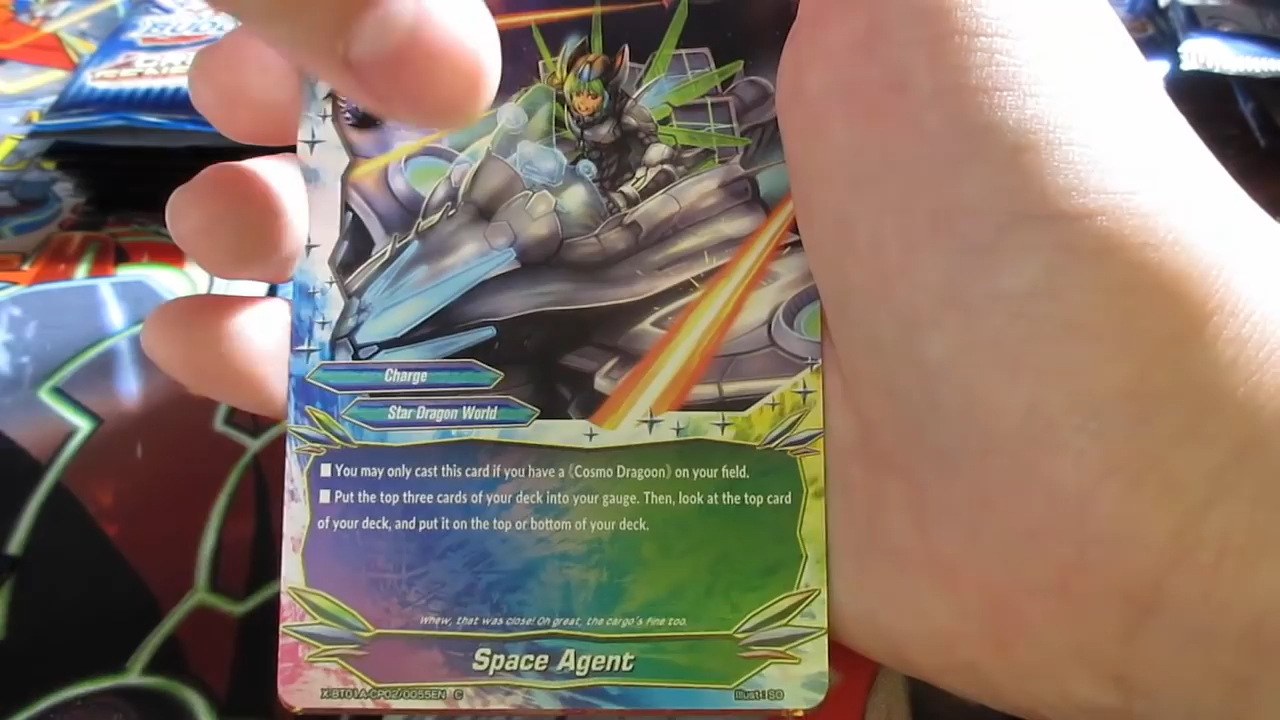 Charge
Star Dragon World
■ You may only cast this card if you have a《Cosmo Dragoon》on your field.
■ Put the top three cards of your deck into your gauge. Then, look at the top card
of your deck, and put it on the top or bottom of your deck.
Whew, that was close! Oh great, the cargo's fine too.
Space Agent
X-BT01A-CP02/0055EN C
Illust: SO